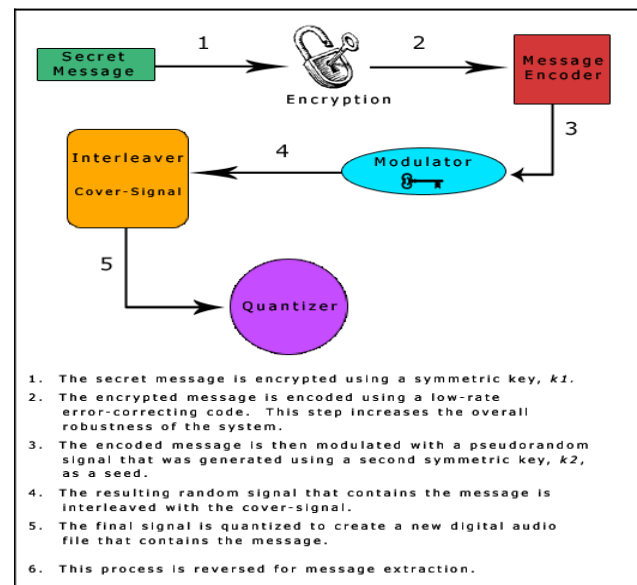 1
2
Secret
Message
Encryption
Message
Encoder
3
Interleaver
Cover-Signal
4
Modulator
5
Quantizer
1. The secret message is encrypted using a symmetric key, k1.
2. The encrypted message is encoded using a low-rate
error-correcting code. This step increases the overall
robustness of the system.
3. The encoded message is then modulated with a pseudorandom
signal that was generated using a second symmetric key, k2,
as a seed.
4. The resulting random signal that contains the message is
interleaved with the cover-signal.
5. The final signal is quantized to create a new digital audio
file that contains the message.
6. This process is reversed for message extraction.